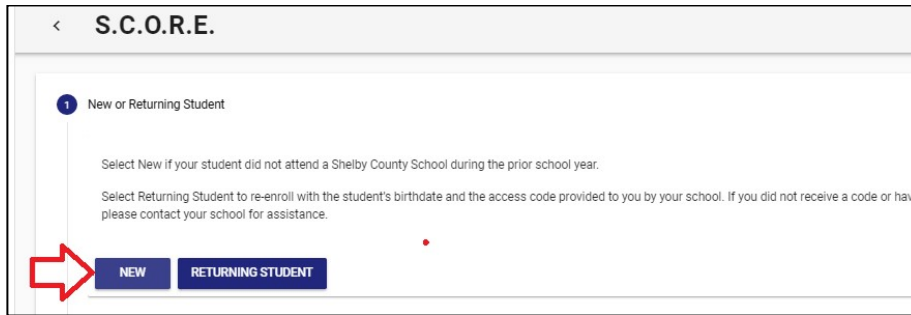 < S.C.O.R.E.
1 New or Returning Student
Select New if your student did not attend a Shelby County School during the prior school year.
Select Returning Student to re-enroll with the student's birthdate and the access code provided to you by your school. If you did not receive a code or
please contact your school for assistance.
NEW RETURNING STUDENT